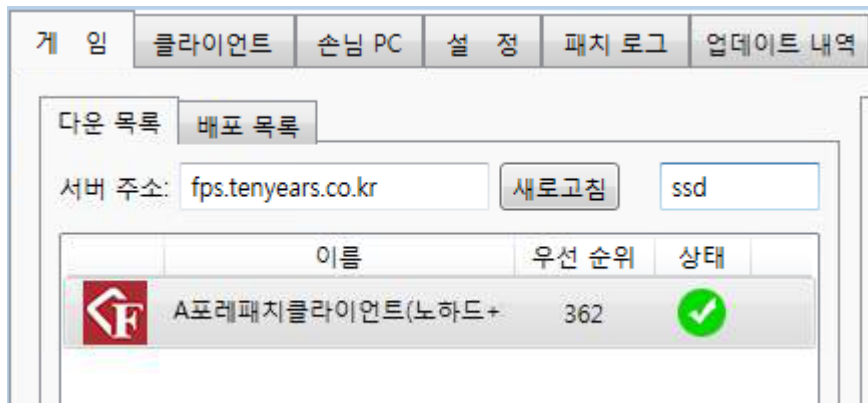 게 임 클라이언트 손님 PC 설 정 패치 로그 업데이트 내역
다운 목록 배포 목록
서버 주소: fps.tenyears.co.kr 새로고침 ssd
이름 우선 순위 상태
F A포레패치클라이언트(노하드+ 362